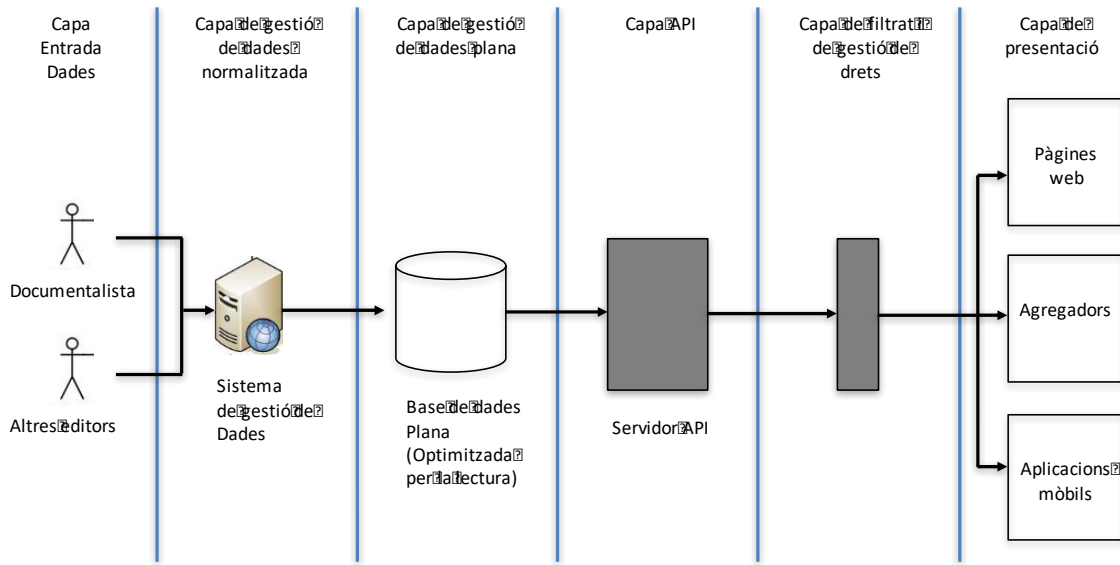 Capa
Entrada
Dades
Capa de gestió
de dades
normalitzada
Capa de gestió
de dades plana
Capa API
Capa de filtrat i
de gestió de
drets
Capa de
presentació
Documentalista
Altres editors
Sistema
de gestió de
Dades
Base de dades
Plana
(Optimitzada
per la lectura)
Servidor API
Pàgines
web
Agregadors
Aplicacions
mòbils